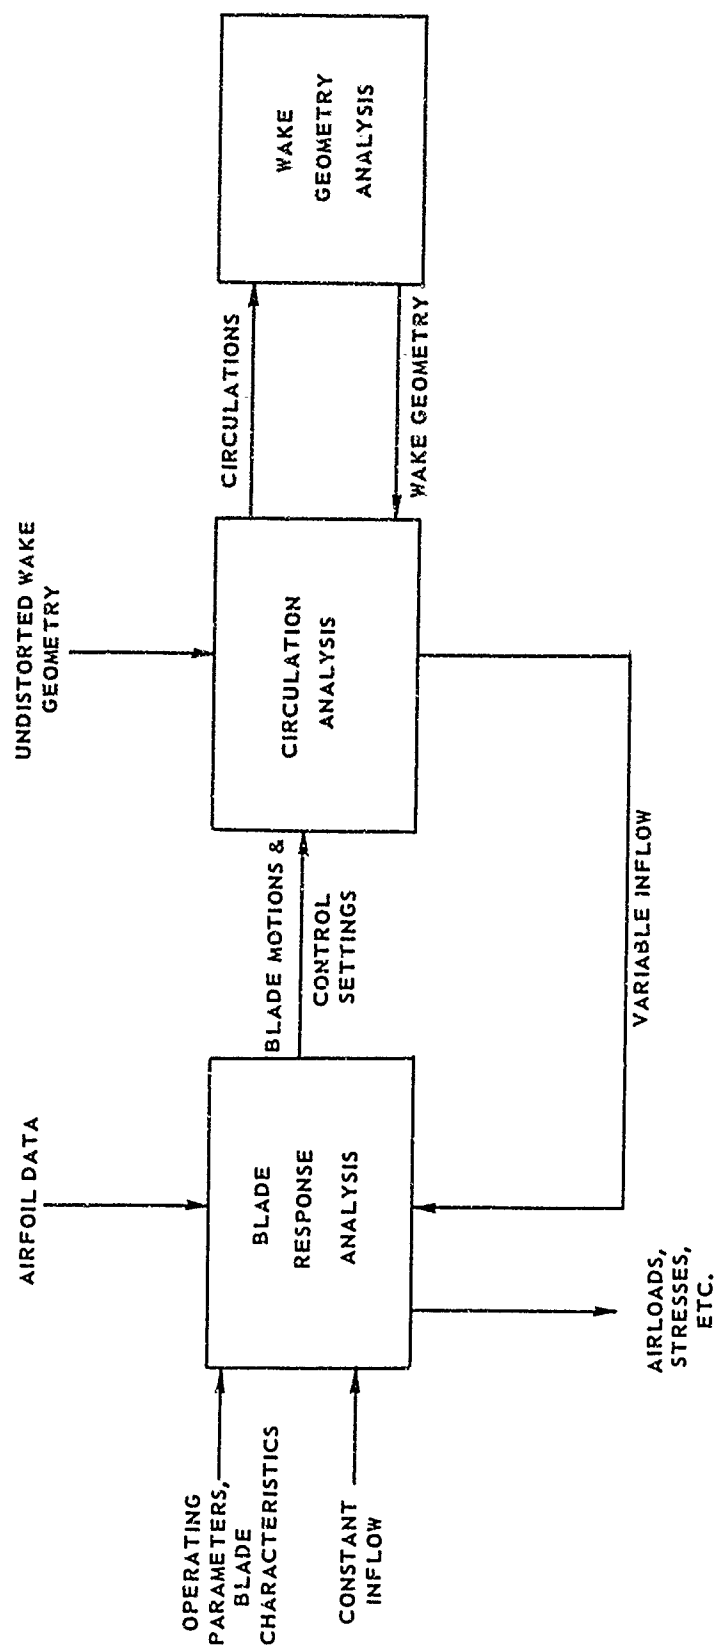 AIRFOIL DATA
UNDISTORTED WAKE
GEOMETRY
OPERATING
PARAMETERS,
BLADE
CHARACTERISTICS
CONSTANT
INFLOW
BLADE
RESPONSE
ANALYSIS
BLADE MOTIONS &
CONTROL
SETTINGS
CIRCULATION
ANALYSIS
CIRCULATIONS
WAKE GEOMETRY
WAKE
GEOMETRY
ANALYSIS
VARIABLE INFLOW
AIRLOADS,
STRESSES,
ETC.